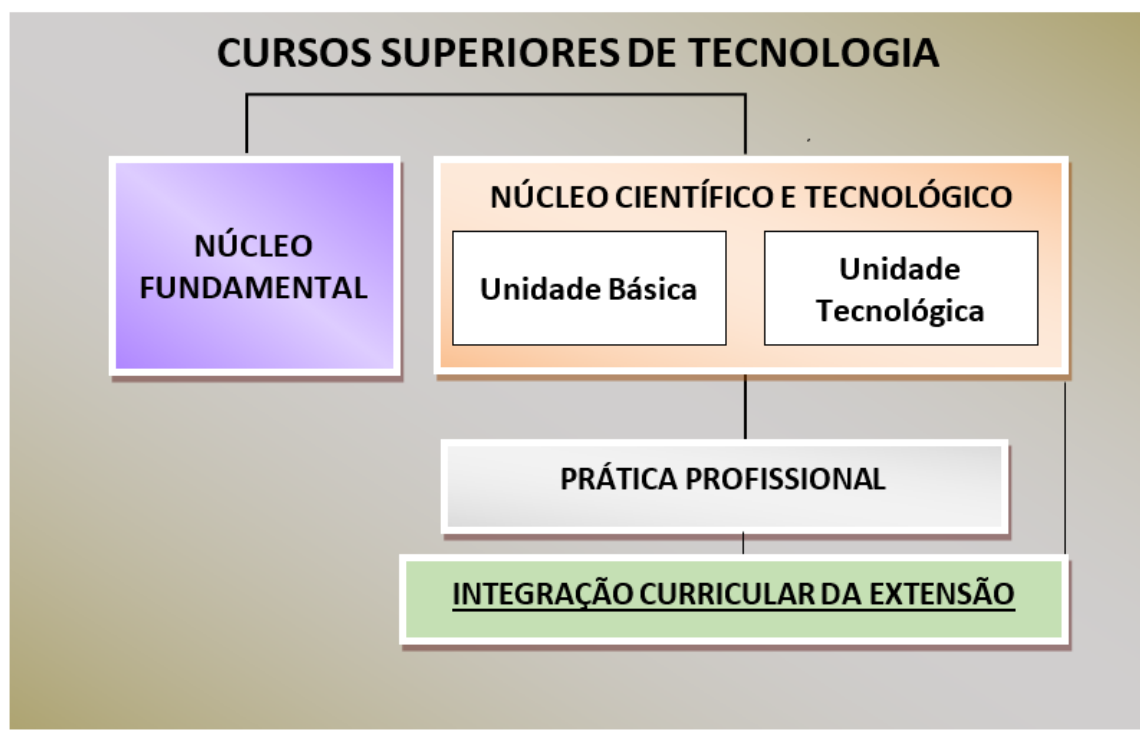 CURSOS SUPERIORES DE TECNOLOGIA
NÚCLEO
FUNDAMENTAL
NÚCLEO CIENTÍFICO E TECNOLÓGICO
Unidade Básica
Unidade
Tecnológica
PRÁTICA PROFISSIONAL
INTEGRAÇÃO CURRICULAR DA EXTENSÃO